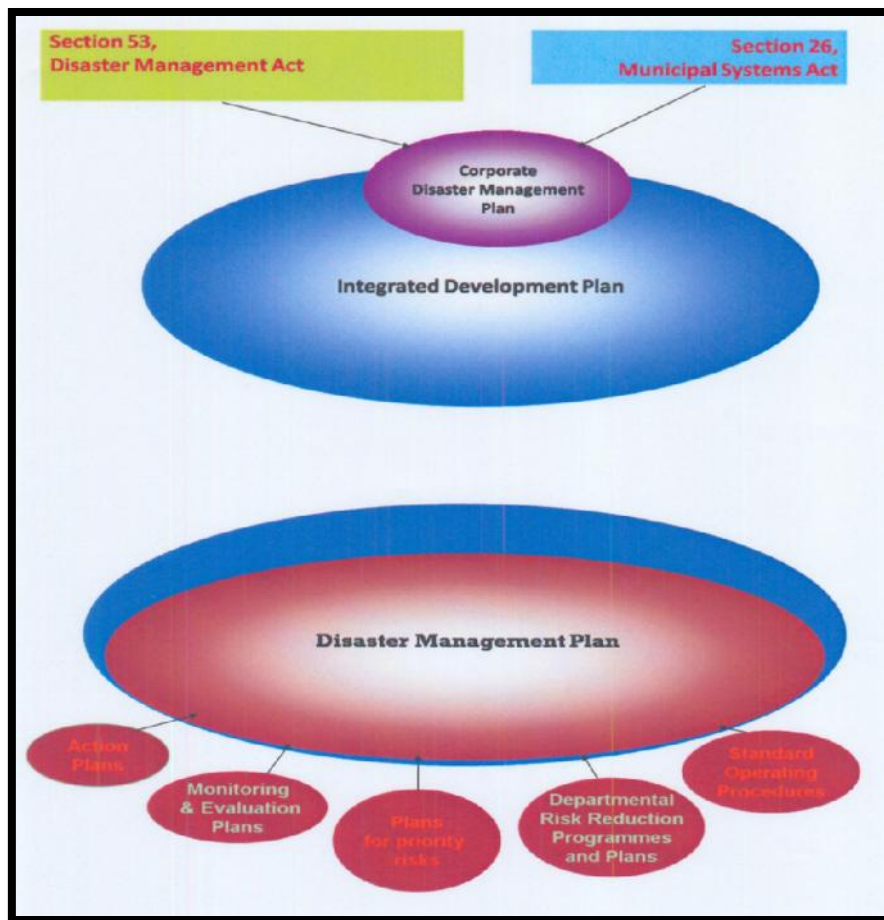 Section 53,
Disaster Management Act
Section 26,
Municipal Systems Act
Corporate
Disaster Management
Plan
Integrated Development Plan
Disaster Management Plan
Action
Plans
Monitoring
& Evaluation
Plans
Plans
for priority
risks
Departmental
Risk Reduction
Programmes
and Plans
Standard
Operating
Procedures